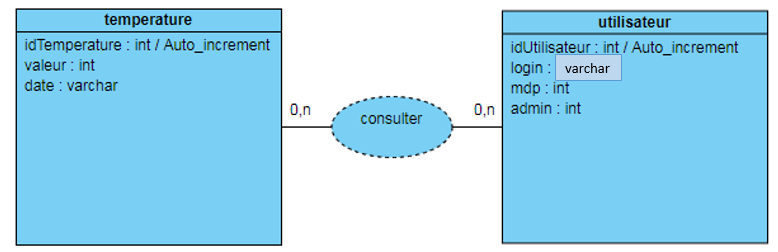 temperature
idTemperature : int / Auto_increment
valeur : int
date : varchar
0,n
consulter
0,n
utilisateur
idUtilisateur : int / Auto_increment
login : varchar
mdp : int
admin : int